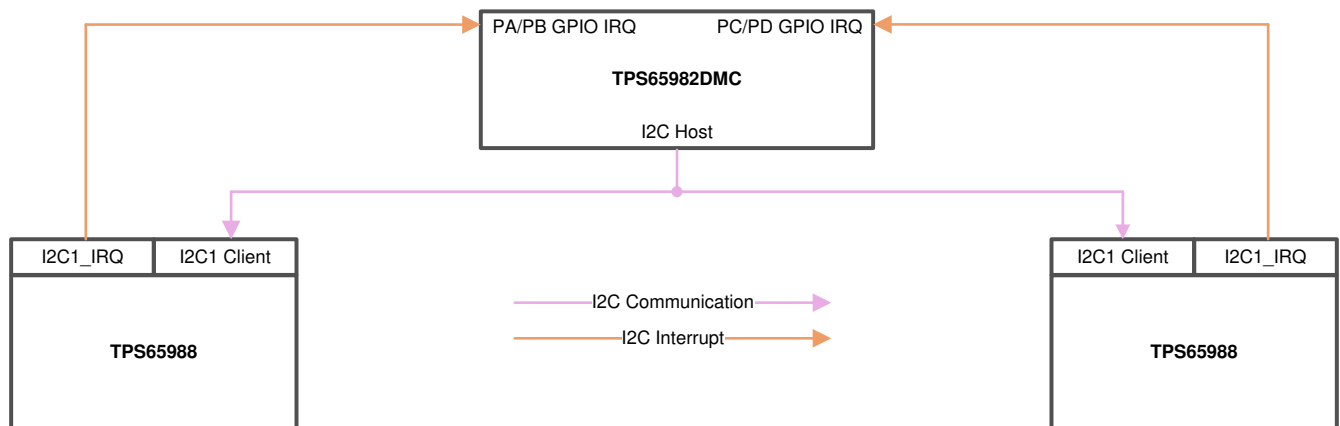 PA/PB GPIO IRQ PC/PD GPIO IRQ
TPS65982DMC
I2C Host
I2C1_IRQ I2C1 Client I2C1 Client I2C1_IRQ
I2C Communication
I2C Interrupt
TPS65988 TPS65988